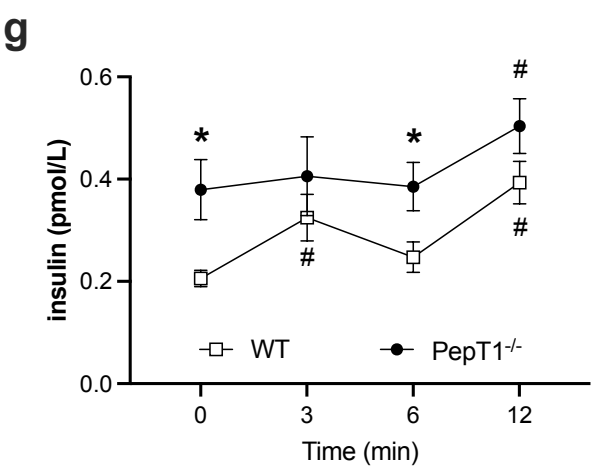 g
#
0.6
*
*
0.4
insulin (pmol/L)
#
#
0.2
WT
PepT1-/-
0.0
0 3 6 12
Time (min)